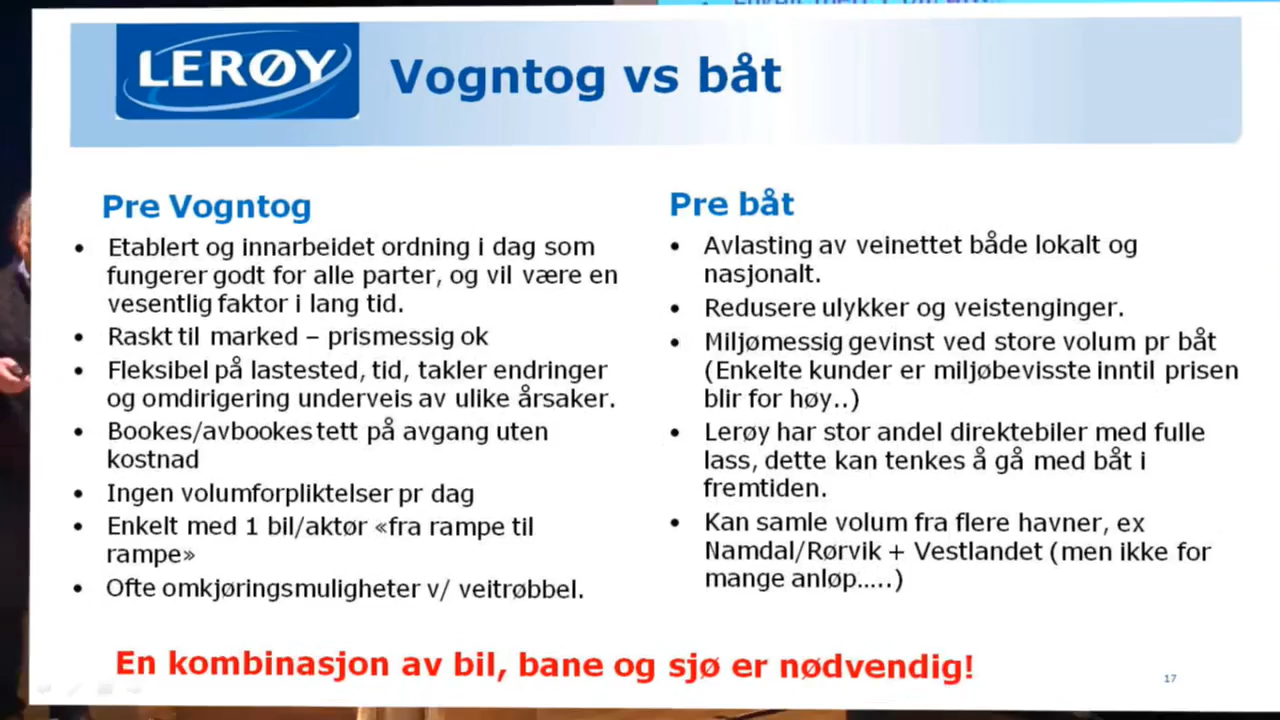 LERØY
Vogntog vs båt
Pre Vogntog
• Etablert og innarbeidet ordning i dag som
fungerer godt for alle parter, og vil være en
vesentlig faktor i lang tid.
• Raskt til marked – prismessig ok
• Fleksibel på lastested, tid, takler endringer
og omdirigering underveis av ulike årsaker.
• Bookes/avbookes tett på avgang uten
kostnad
• Ingen volumforpliktelser pr dag
• Enkelt med 1 bil/aktør «fra rampe til
rampe»
• Ofte omkjøringsmuligheter v/ veitrøbbel.
Pre båt
• Avlasting av veinettet både lokalt og
nasjonalt.
• Redusere ulykker og veistenginger.
• Miljømessig gevinst ved store volum pr båt
(Enkelte kunder er miljøbevisste inntil prisen
blir for høy..)
• Lerøy har stor andel direktebiler med fulle
lass, dette kan tenkes å gå med båt i
fremtiden.
• Kan samle volum fra flere havner, ex
Namdal/Rørvik + Vestlandet (men ikke for
mange anløp…..)
En kombinasjon av bil, bane og sjø er nødvendig!
17